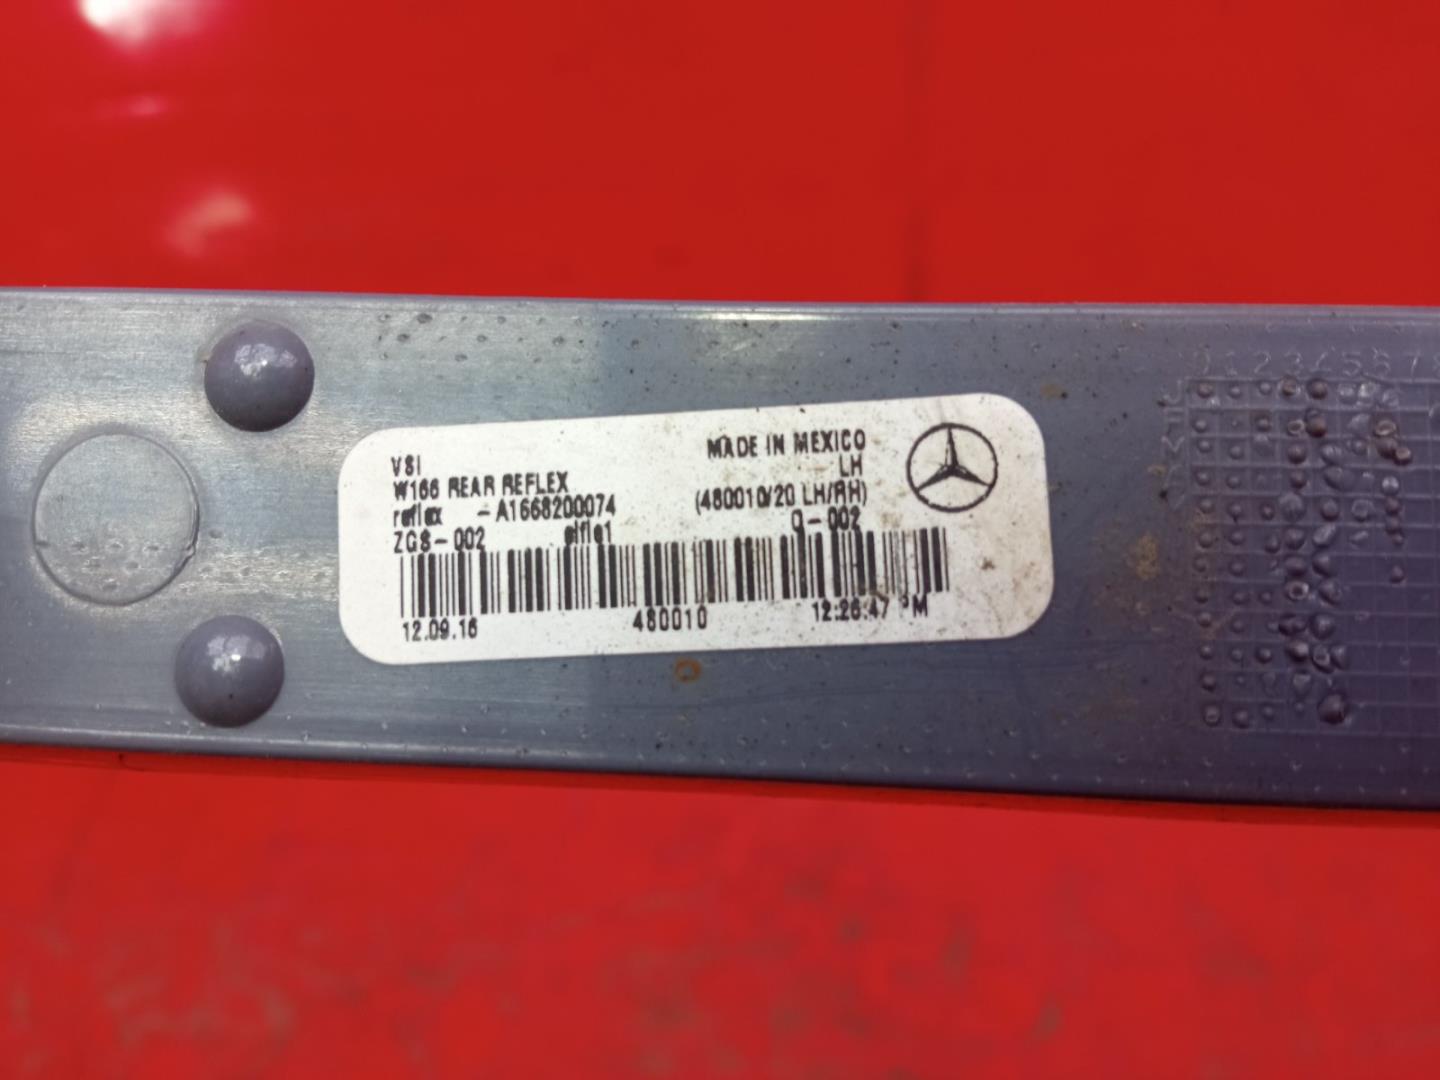 VSI MADE IN MEXICO
W166 REAR REFLEX LH
reflex -A1668200074 (480010/20 LH/RH)
ZGS-002 Q-002
12.09.16 480010 12:26:47 PM